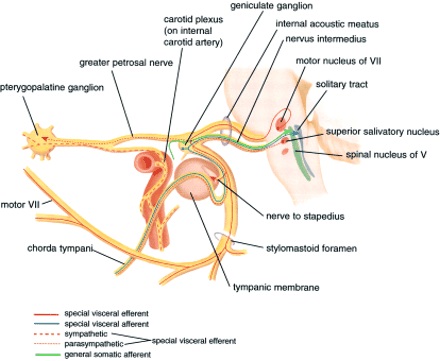 geniculate ganglion
carotid plexus
(on internal
carotid artery)
internal acoustic meatus
nervus intermedius
greater petrosal nerve
motor nucleus of VII
solitary tract
pterygopalatine ganglion
superior salivatory nucleus
spinal nucleus of V
motor VII
nerve to stapedius
chorda tympani
stylomastoid foramen
tympanic membrane
special visceral efferent
special visceral afferent
sympathetic
parasympathetic
special visceral efferent
general somatic afferent